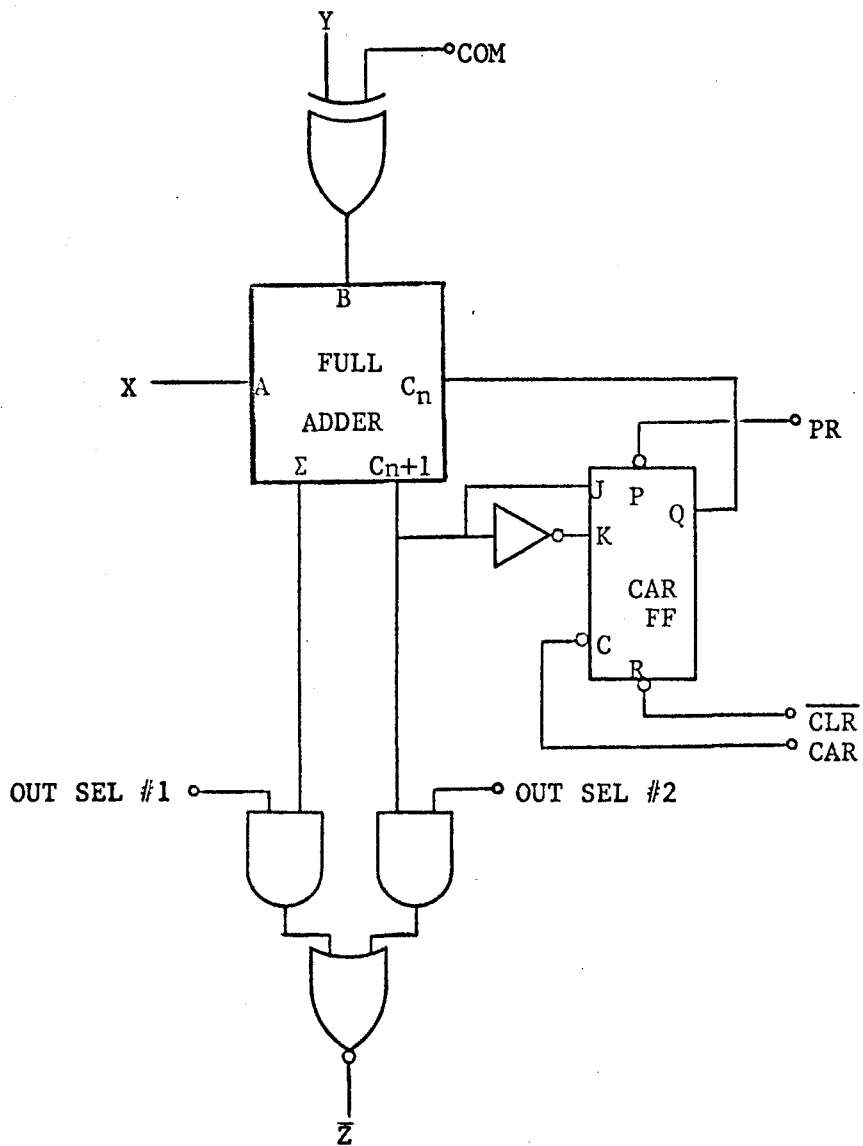 Y
COM
B
FULL
X
A
Cn
ADDER
PR
Σ
Cn+1
J
P
Q
K
CAR
FF
C
R
CLR
CAR
OUT SEL #1
OUT SEL #2
Z̅